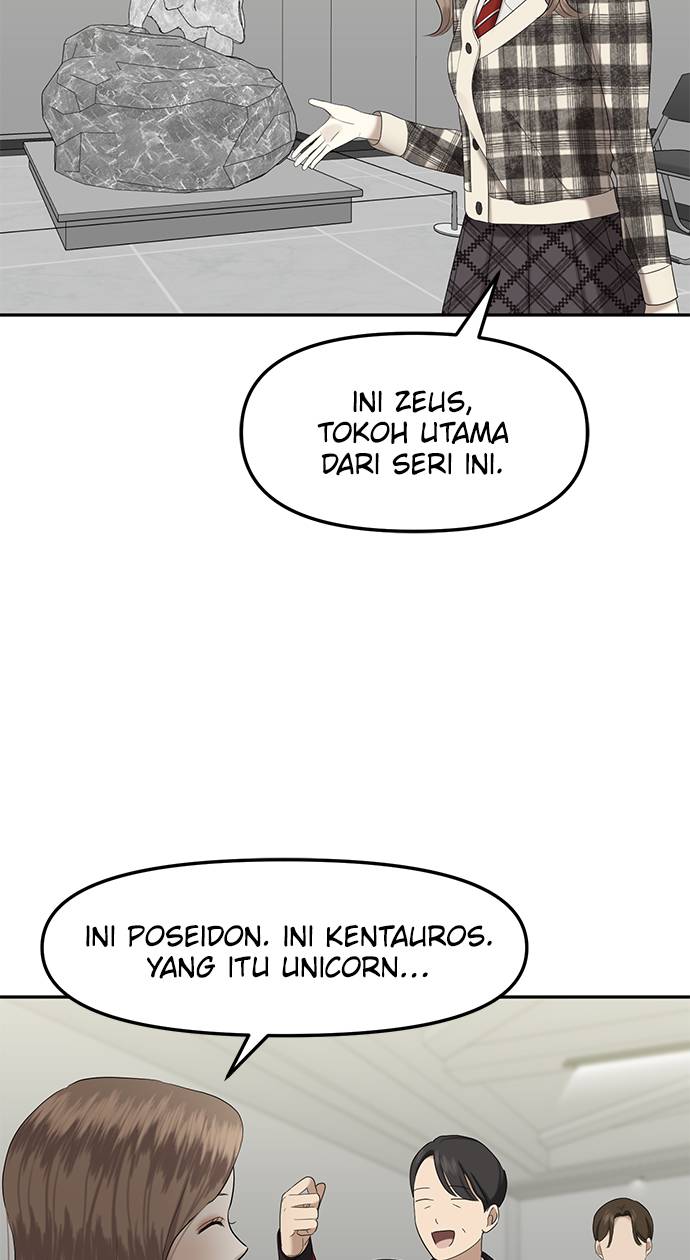 INI ZEUS,
TOKOH UTAMA
DARI SERI INI.
INI POSEIDON. INI KENTAUROS.
YANG ITU UNICORN...